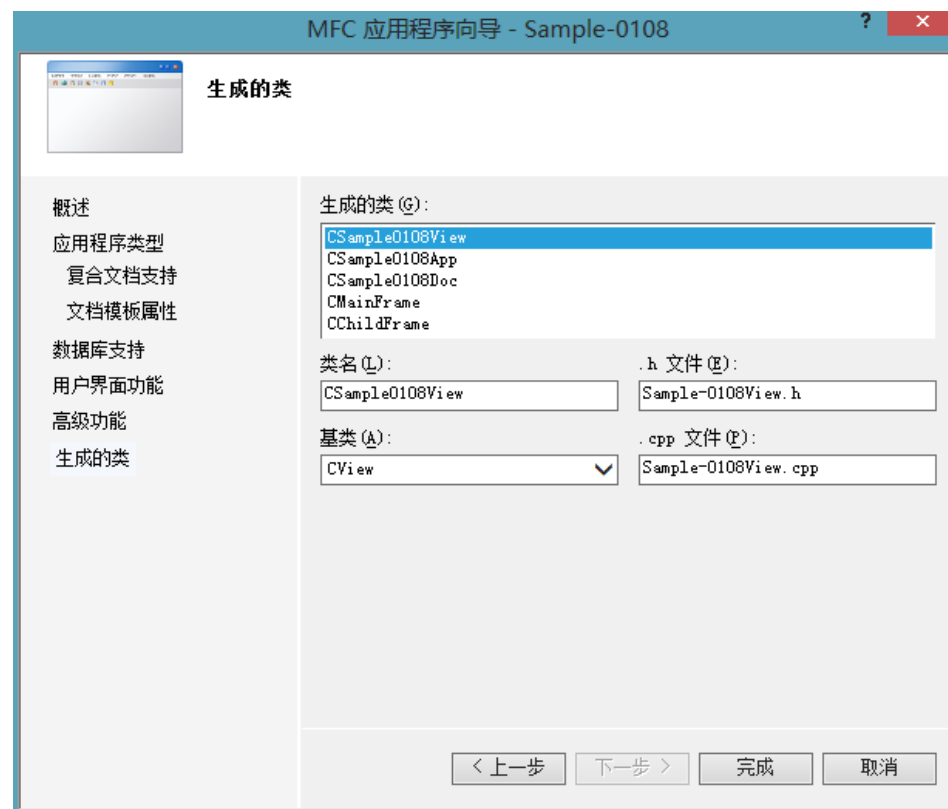 MFC 应用程序向导 - Sample-0108
?
生成的类
概述
应用程序类型
复合文档支持
文档模板属性
数据库支持
用户界面功能
高级功能
生成的类
生成的类(G):
CSample0108View
CSample0108App
CSample0108Doc
CMainFrame
CChildFrame
类名(L):
.h 文件(E):
CSample0108View
Sample-0108View.h
基类(A):
.cpp 文件(P):
CView
Sample-0108View.cpp
< 上一步
下一步 >
完成
取消